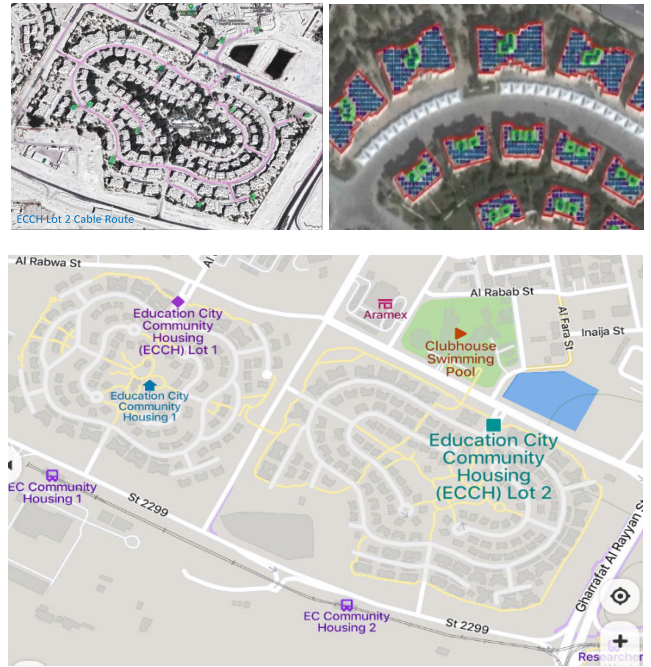 ECCH Lot 2 Cable Route
Al Rabwa St
Al Rabab St
Education City
Community
Housing
(ECCH) Lot 1
Aramex
Al Fara St
Inaija St
Clubhouse
Swimming
Pool
Education City
Community
Housing 1
Education City
Community
Housing
(ECCH) Lot 2
EC Community
Housing 1
St 2299
Gharrafat Al Rayyan St
EC Community
Housing 2
St 2299